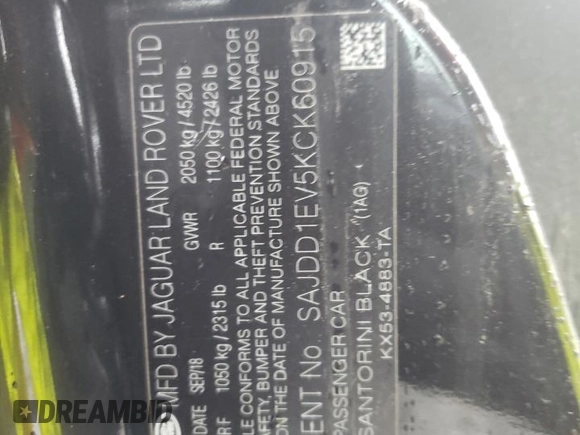 MFD BY JAGUAR LAND ROVER LTD
DATE SEP/18 GVWR 2050 kg / 4520 lb
R F 1050 kg / 2315 lb R 1100 kg / 2426 lb
LE CONFORMS TO ALL APPLICABLE FEDERAL MOTOR
AFETY, BUMPER AND THEFT PREVENTION STANDARDS
ON THE DATE OF MANUFACTURE SHOWN ABOVE
ENT No. SAJDD1EV5KCK60915
PASSENGER CAR
SANTORINI BLACK (1AG)
KX53-4883-TA
DREAMBID